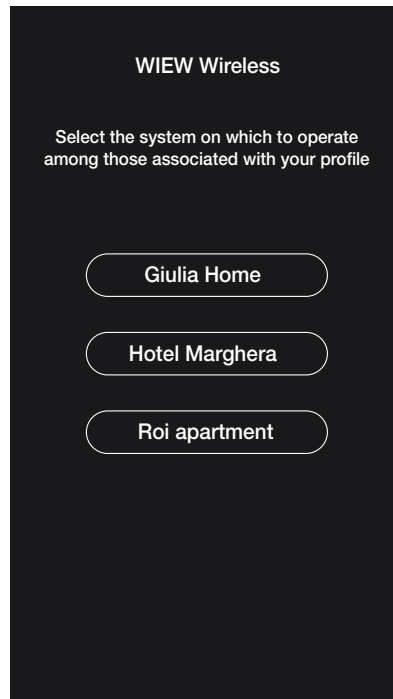 WIEW Wireless
Select the system on which to operate
among those associated with your profile
Giulia Home
Hotel Marghera
Roi apartment